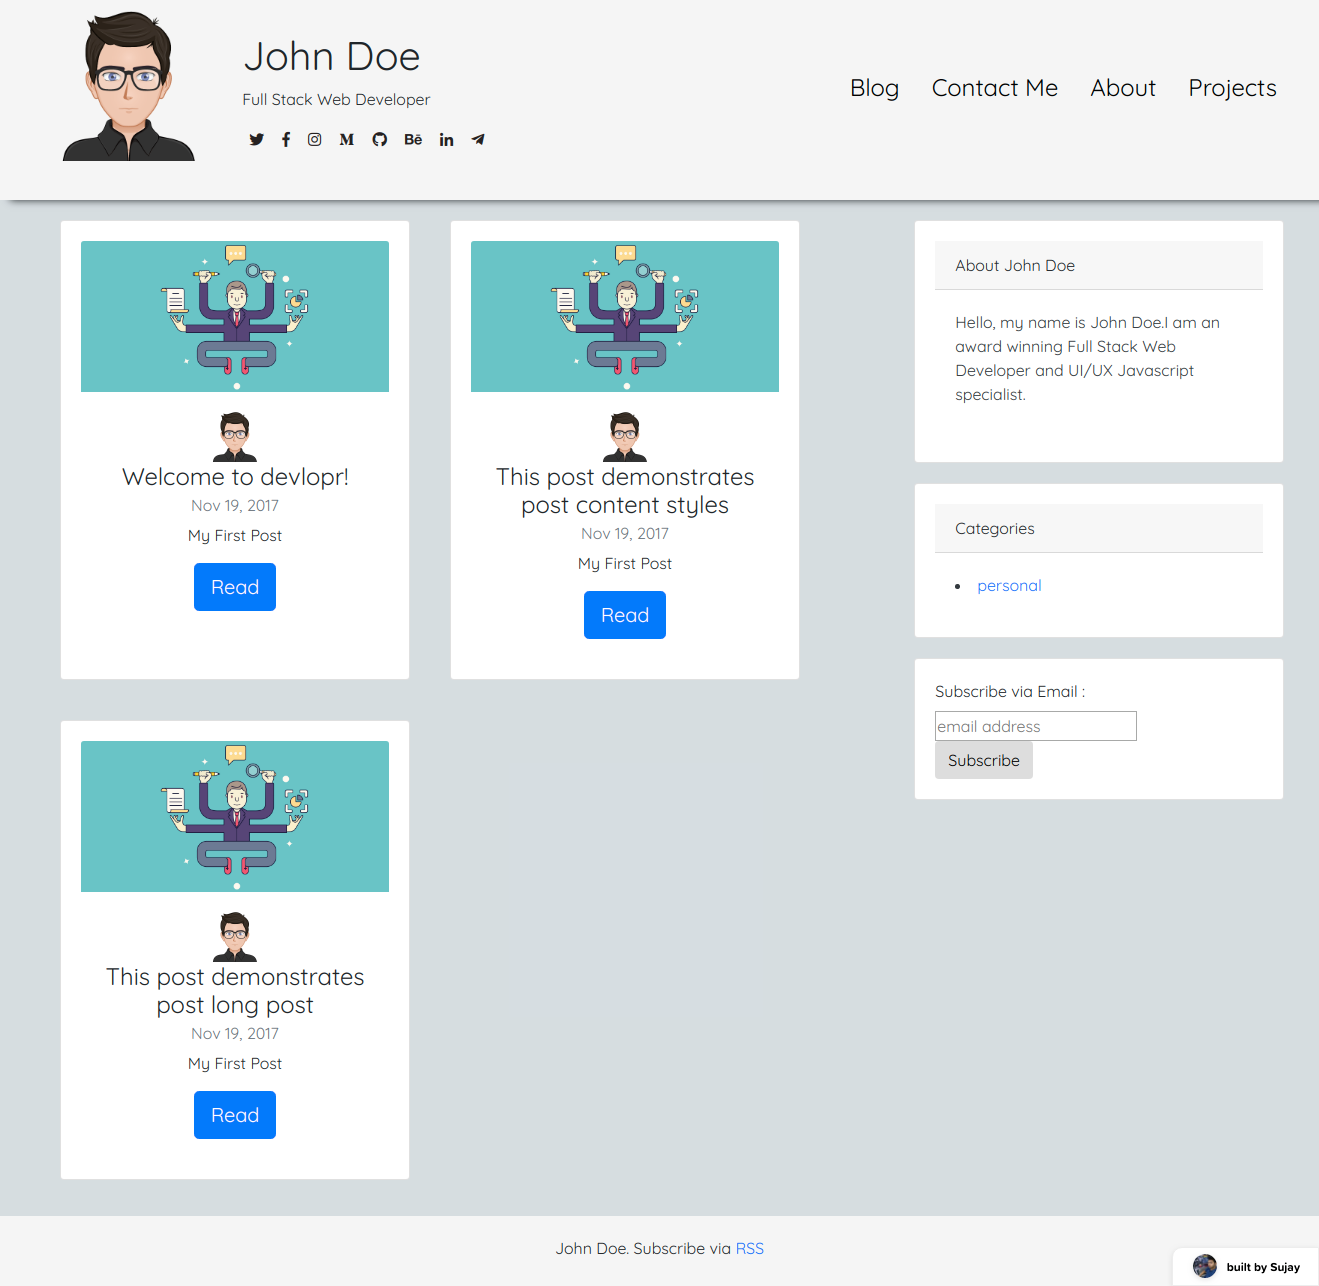 John Doe
Full Stack Web Developer
Bē
in
Blog
Contact Me
About
Projects
Welcome to devlopr!
Nov 19, 2017
My First Post
Read
This post demonstrates
post content styles
Nov 19, 2017
My First Post
Read
This post demonstrates
post long post
Nov 19, 2017
My First Post
Read
About John Doe
Hello, my name is John Doe.I am an
award winning Full Stack Web
Developer and UI/UX Javascript
specialist.
Categories
personal
Subscribe via Email :
email address
Subscribe
John Doe. Subscribe via RSS
built by Sujay